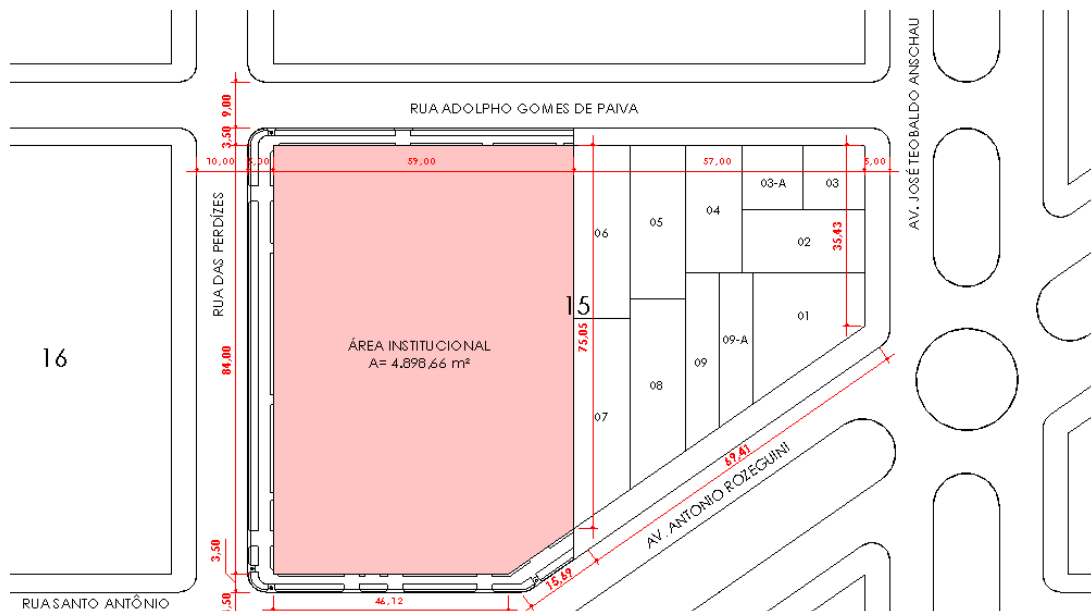 RUA ADOLPHO GOMES DE PAIVA
AV. JOSÉ TEOBALDO ANSCHAU
9,00
3,50
10,00
5,00
59,00
57,00
5,00
03-A
03
04
05
06
02
35,43
RUA DAS PERDÍZES
15
01
75,05
16
ÁREA INSTITUCIONAL
A= 4.898,66 m²
84,00
09-A
09
08
07
69,41
AV. ANTONIO ROZEGUINI
3,50
15,69
46,12
RUA SANTO ANTÔNIO